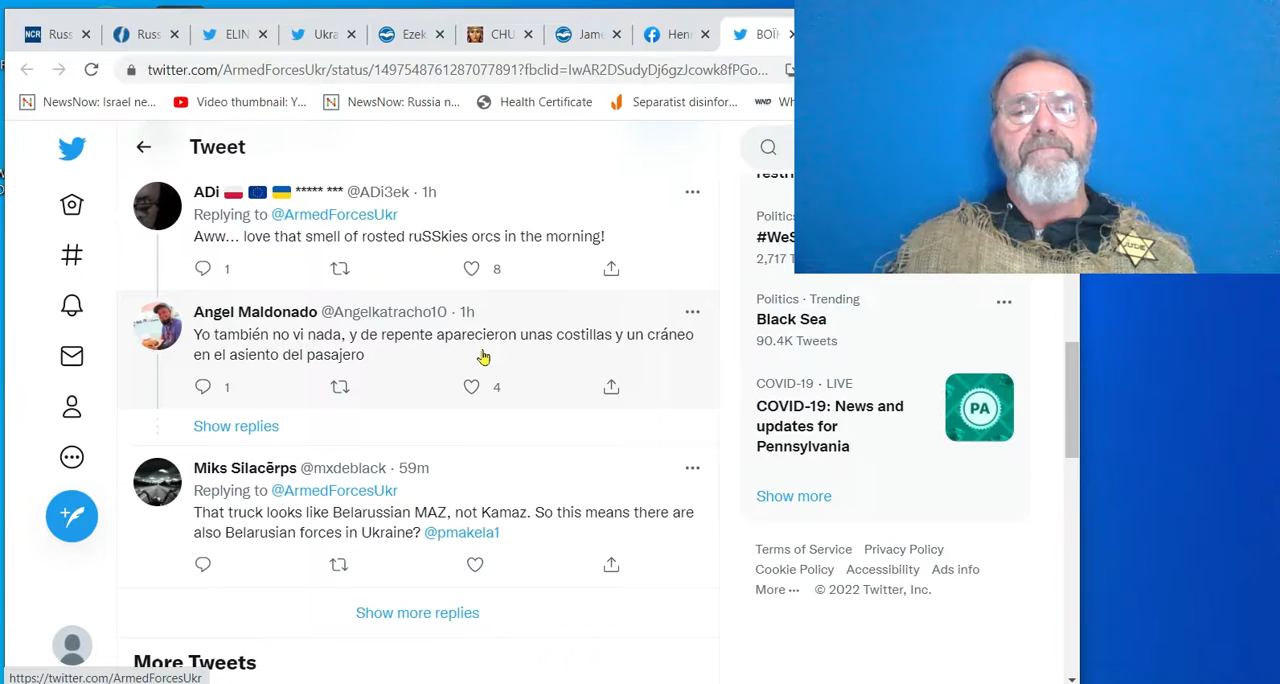 NCR Russ
Russ
ELIN
Ukra
Ezek
CHU
Jame
Henr
twitter.com/ArmedForcesUkr/status/1497548761287077891?fbclid=IwAR2DSudyDj6gzJcowk8fPGo...
NewsNow: Israel ne...
Video thumbnail: Y...
NewsNow: Russia n...
Health Certificate
Separatist disinfor...
WND Wh
Tweet
ADi ***** *** @ADi3ek · 1h
Replying to @ArmedForcesUkr
Aww... love that smell of rosted ruSSkies orcs in the morning!
1
8
Angel Maldonado @Angelkatracho10 · 1h
Yo también no vi nada, y de repente aparecieron unas costillas y un cráneo
en el asiento del pasajero
1
4
Show replies
Miks Silacērps @mxdeblack · 59m
Replying to @ArmedForcesUkr
That truck looks like Belarussian MAZ, not Kamaz. So this means there are
also Belarusian forces in Ukraine? @pmakela1
Show more replies
More Tweets
Politics
#WeS
2,717 T
Politics · Trending
Black Sea
90.4K Tweets
COVID-19 · LIVE
COVID-19: News and
updates for
Pennsylvania
PA
Show more
Terms of Service Privacy Policy
Cookie Policy Accessibility Ads info
More ··· © 2022 Twitter, Inc.
https://twitter.com/ArmedForcesUkr
JUDE